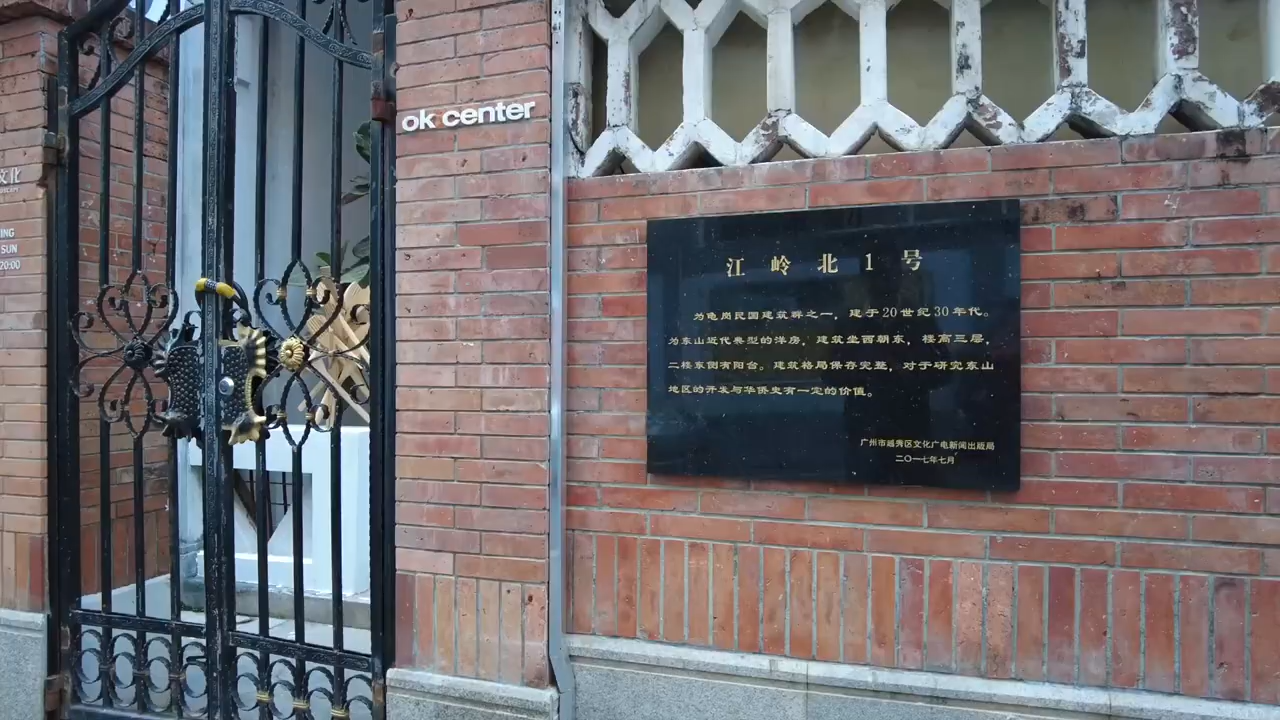 文化
ING
SUN
20:00
ok center
江岭北1号
为龟岗民国建筑群之一，建于20世纪30年代。
为东山近代典型的洋房，建筑坐西朝东，楼高三层，
二楼东侧有阳台。建筑格局保存完整，对于研究东山
地区的开发与华侨史有一定的价值。
广州市越秀区文化广电新闻出版局
二〇一七年七月